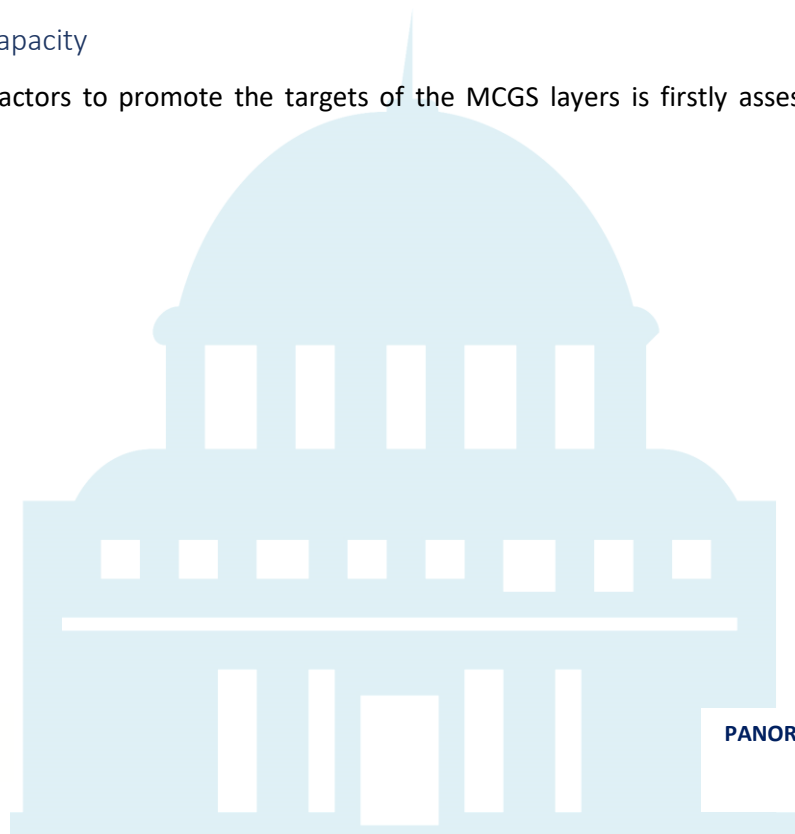 apacity
actors to promote the targets of the MCGS layers is firstly asses
PANOR